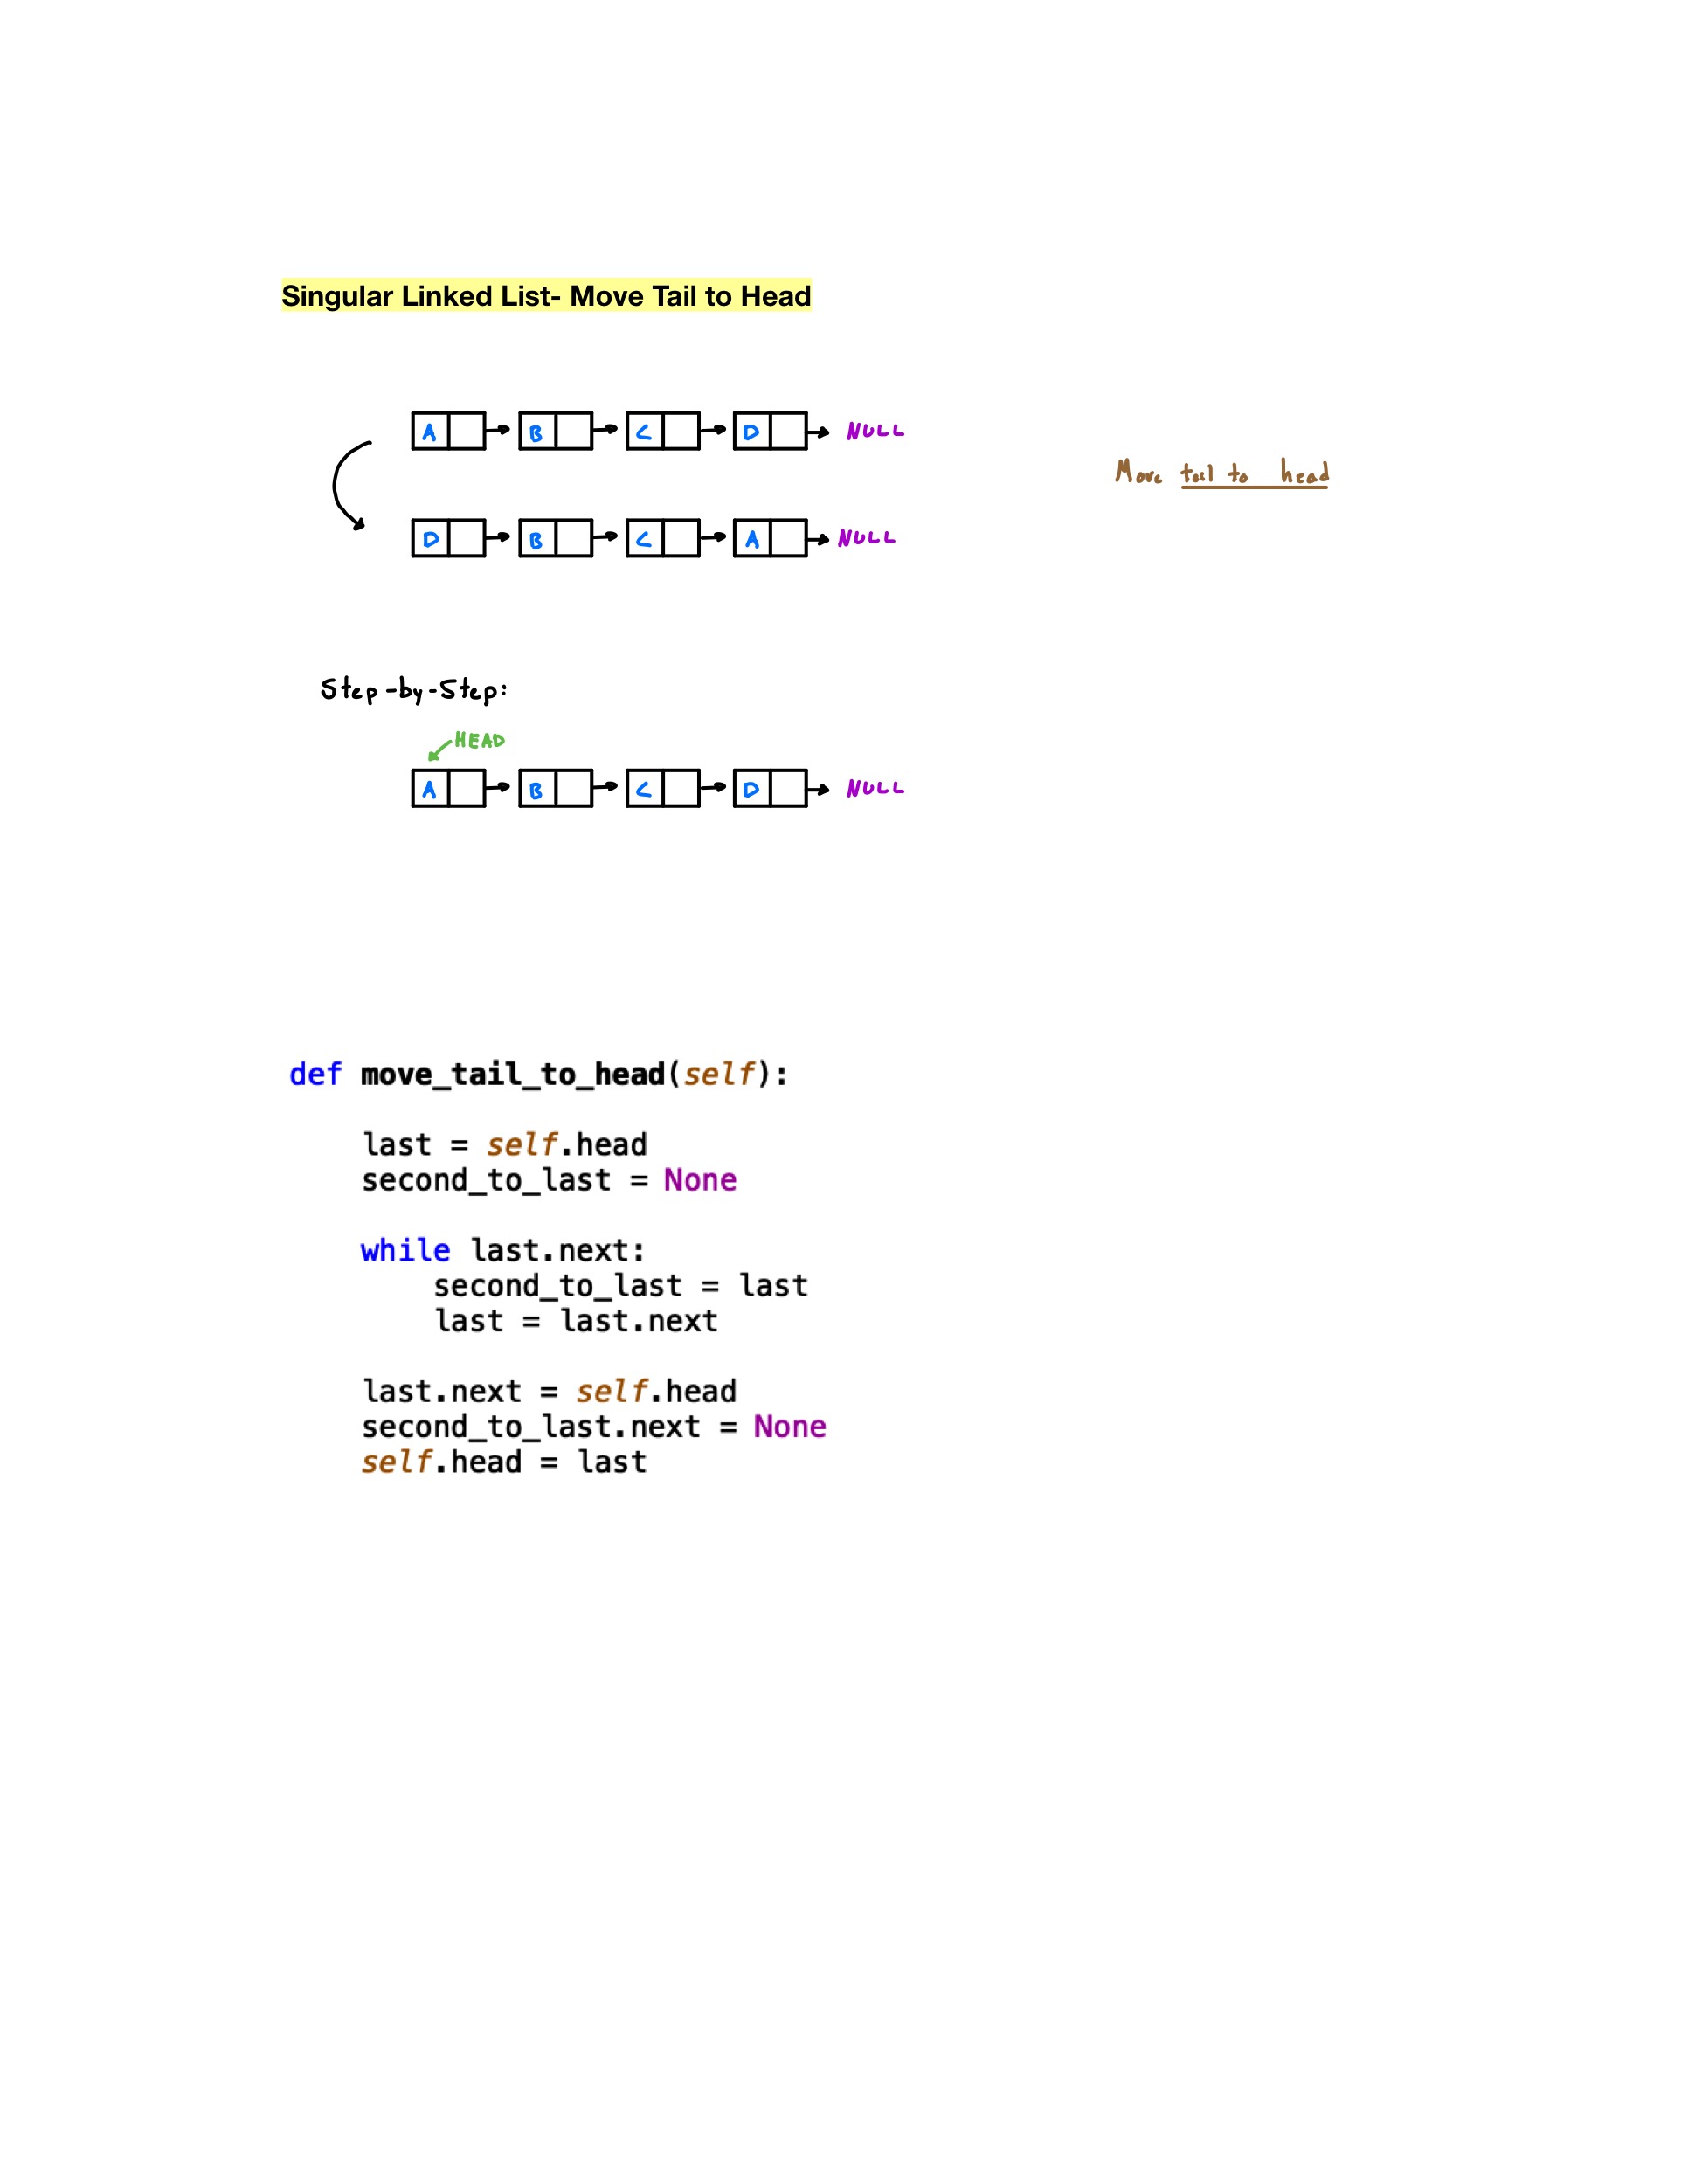 Singular Linked List- Move Tail to Head
A B C D NULL
Move tail to head
D B C A NULL
Step-by-Step:
HEAD
A B C D NULL
def move_tail_to_head(self):
last = self.head
second_to_last = None
while last.next:
second_to_last = last
last = last.next
last.next = self.head
second_to_last.next = None
self.head = last